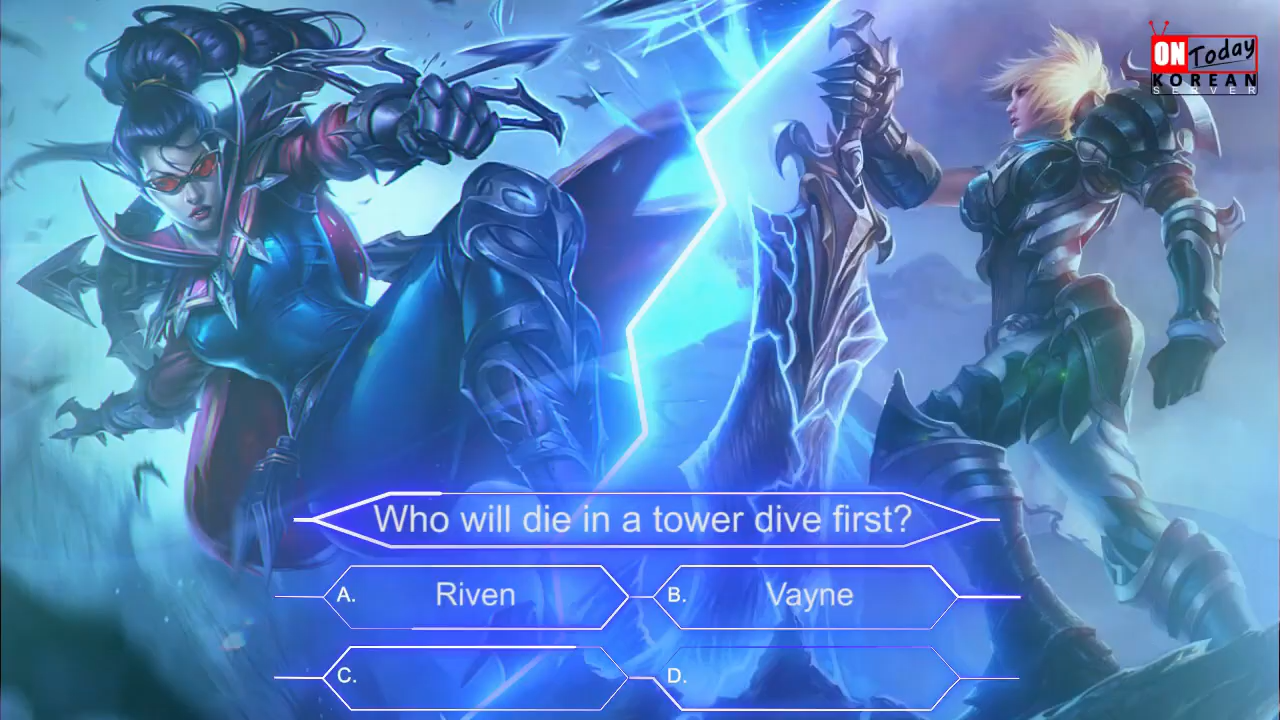 ON Today
KOREAN
SERVER
Who will die in a tower dive first?
A. Riven
B. Vayne
C.
D.